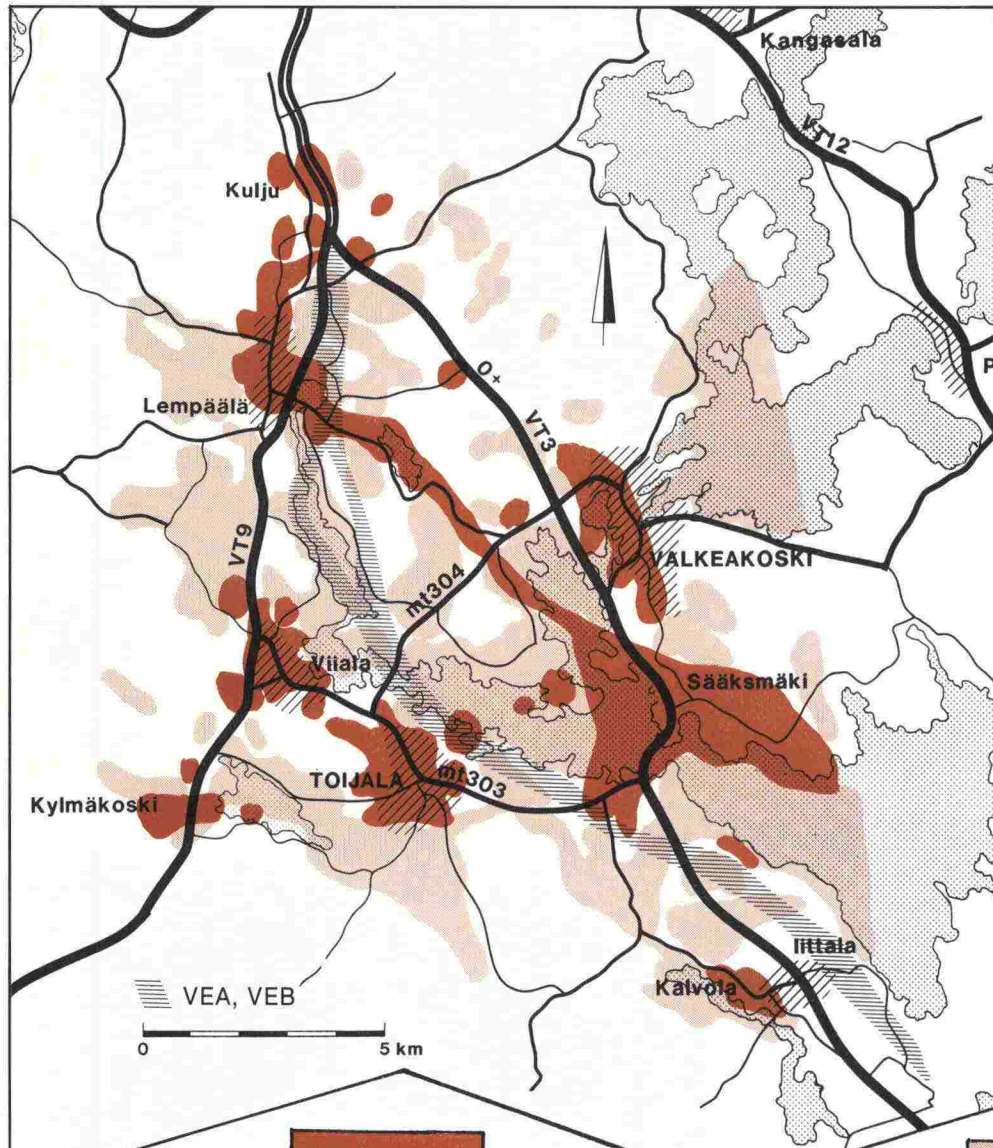 Kangasala
VT12
Kulju
P
O+
Lempäälä
VT3
VT9
VALKEAKOSKI
mt304
Viiala
Sääksmäki
TOIJALA
mt303
Kylmäkoski
Iittala
Kalvola
VEA, VEB
0
5 km